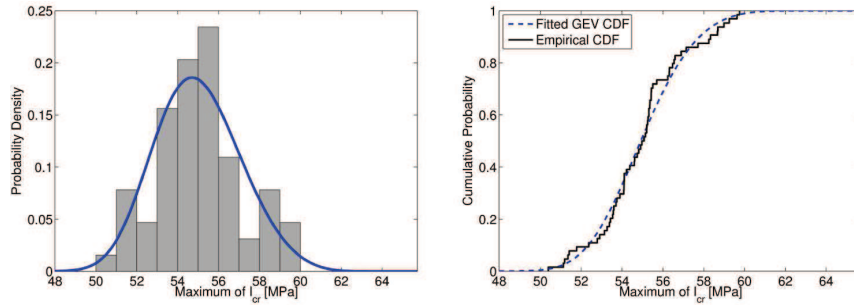 0.25
0.2
0.15
0.1
0.05
0
Probability Density
48 50 52 54 56 58 60 62 64
Maximum of I_cr [MPa]
1
0.8
0.6
0.4
0.2
0
Cumulative Probability
Fitted GEV CDF
Empirical CDF
48 50 52 54 56 58 60 62 64
Maximum of I_cr [MPa]